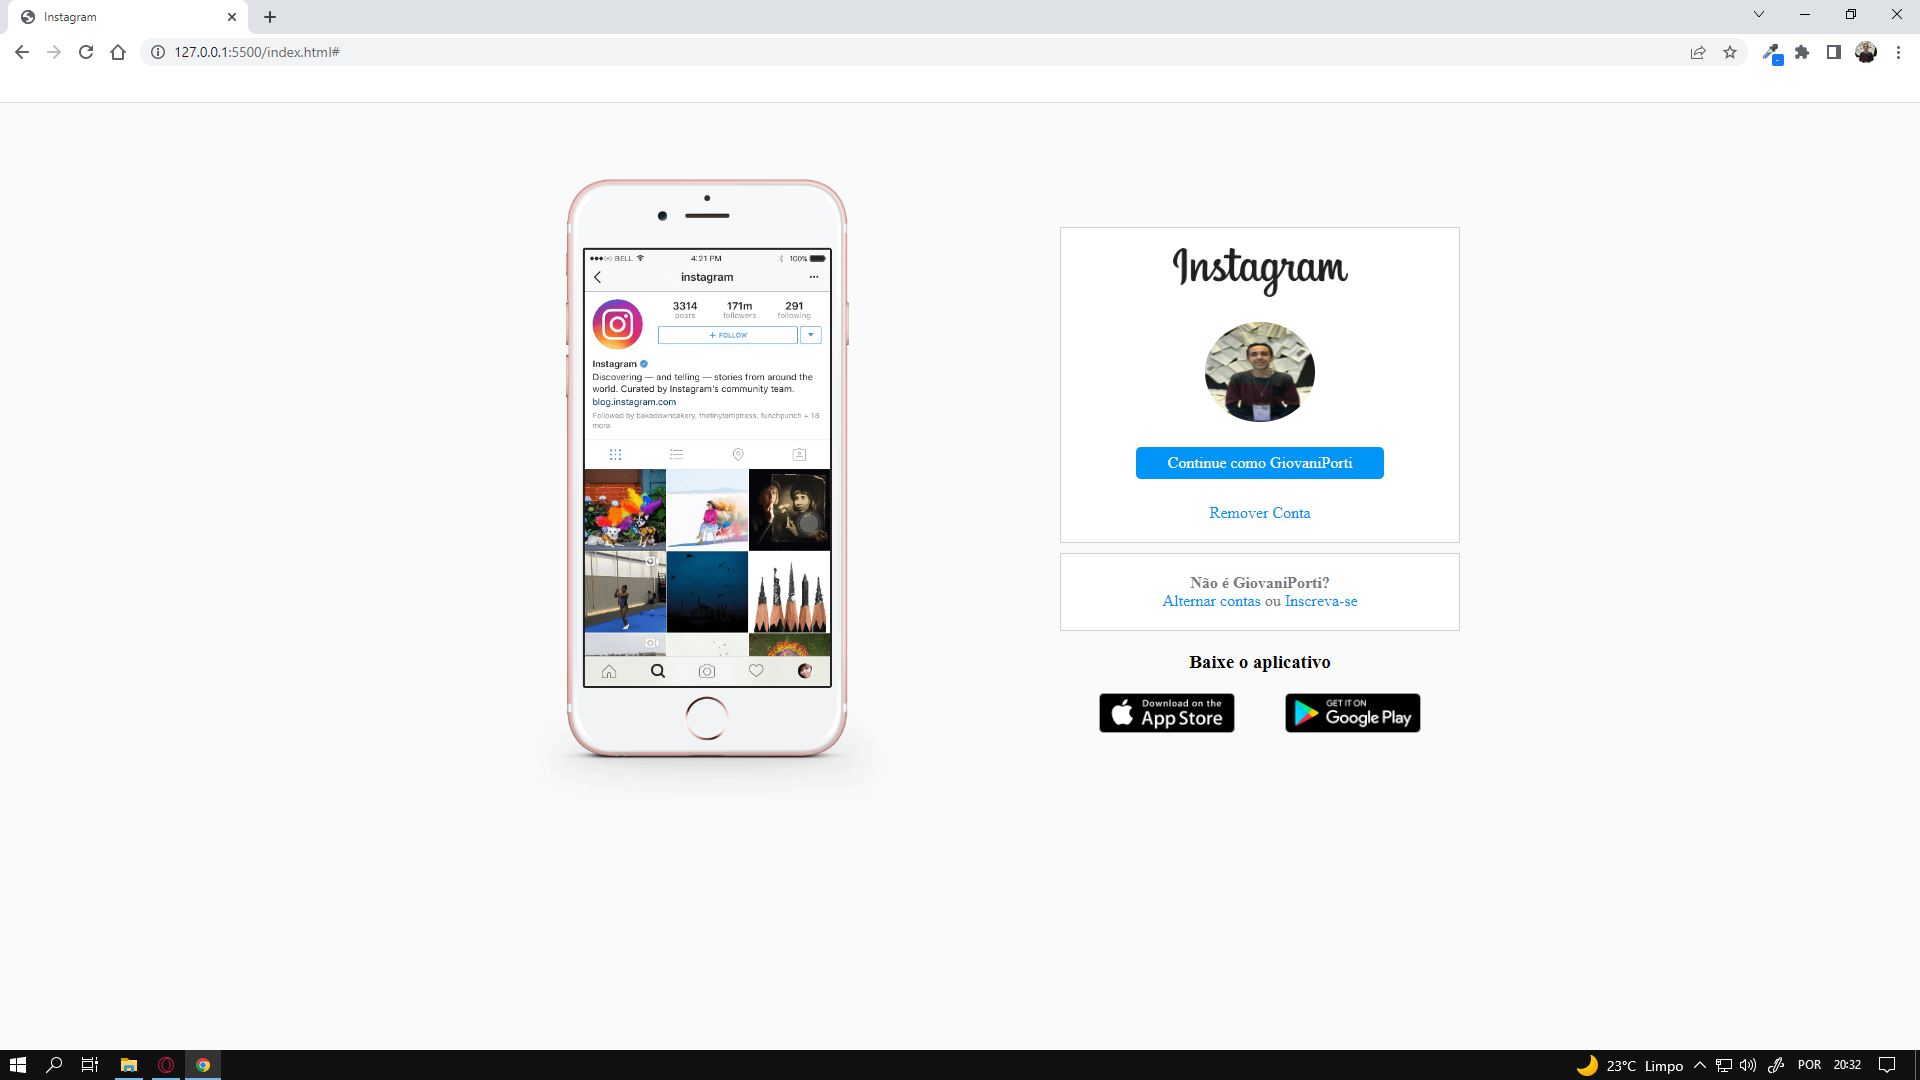 Instagram
127.0.0.1:5500/index.html#
BELL 4:21 PM 100%
instagram
3314 171m 291
posts followers following
+ FOLLOW
Instagram
Discovering — and telling — stories from around the
world. Curated by Instagram's community team.
blog.instagram.com
Followed by bakedowncakery, thetinytemptress, funchpunch + 18
more
Instagram
Continue como GiovaniPorti
Remover Conta
Não é GiovaniPorti?
Alternar contas ou Inscreva-se
Baixe o aplicativo
Download on the
App Store
GET IT ON
Google Play
23°C Limpo POR 20:32